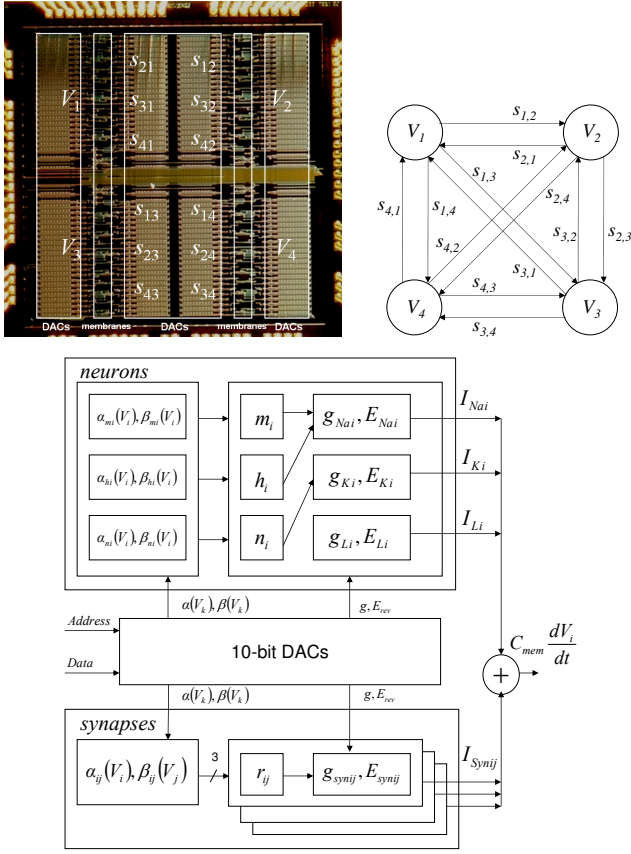 s21 s12
V1 s31 s32 V2
s41 s42
s13 s14
V3 s23 s24 V4
s43 s34
DACs membranes DACs membranes DACs
V1 s1,2 V2
s2,1
s1,3
s4,1 s1,4 s2,4
s4,2 s3,2 s2,3
s3,1
V4 s4,3 V3
s3,4
neurons
αmi(Vi), βmi(Vi) mi gNai, ENai INai
αhi(Vi), βhi(Vi) hi gKi, EKi IKi
αni(Vi), βni(Vi) ni gLi, ELi ILi
α(Vk), β(Vk) g, Erev
Address
10-bit DACs
Data
Cmem dVi/dt
+
α(Vk), β(Vk) g, Erev
synapses
αij(Vi), βij(Vj) 3 rij gsynij, Esynij ISynij